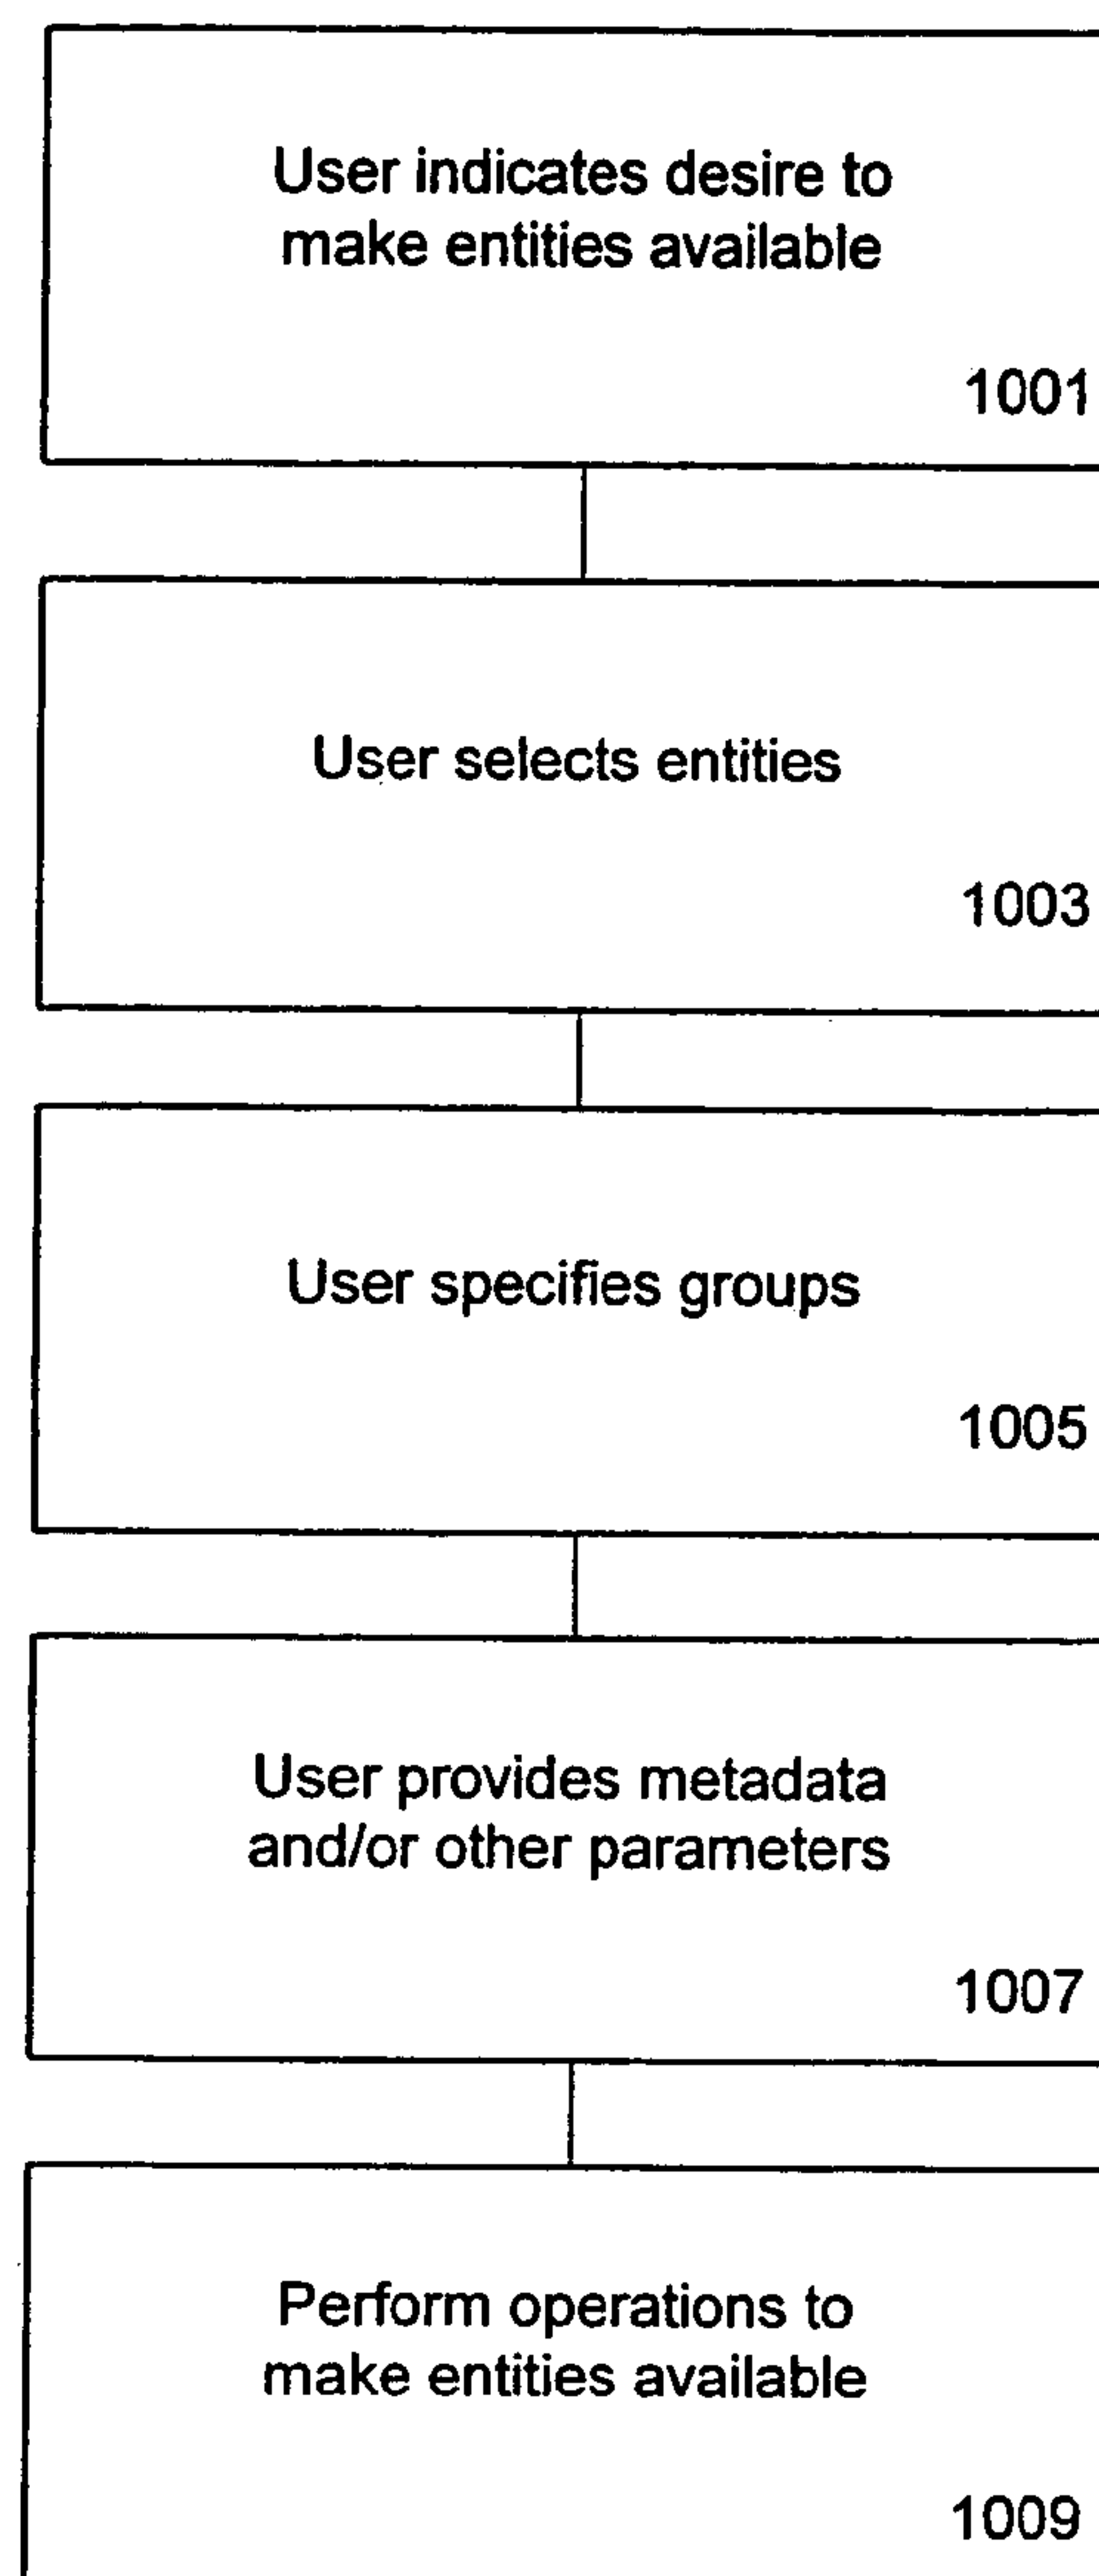 User indicates desire to
make entities available
1001
User selects entities
1003
User specifies groups
1005
User provides metadata
and/or other parameters
1007
Perform operations to
make entities available
1009